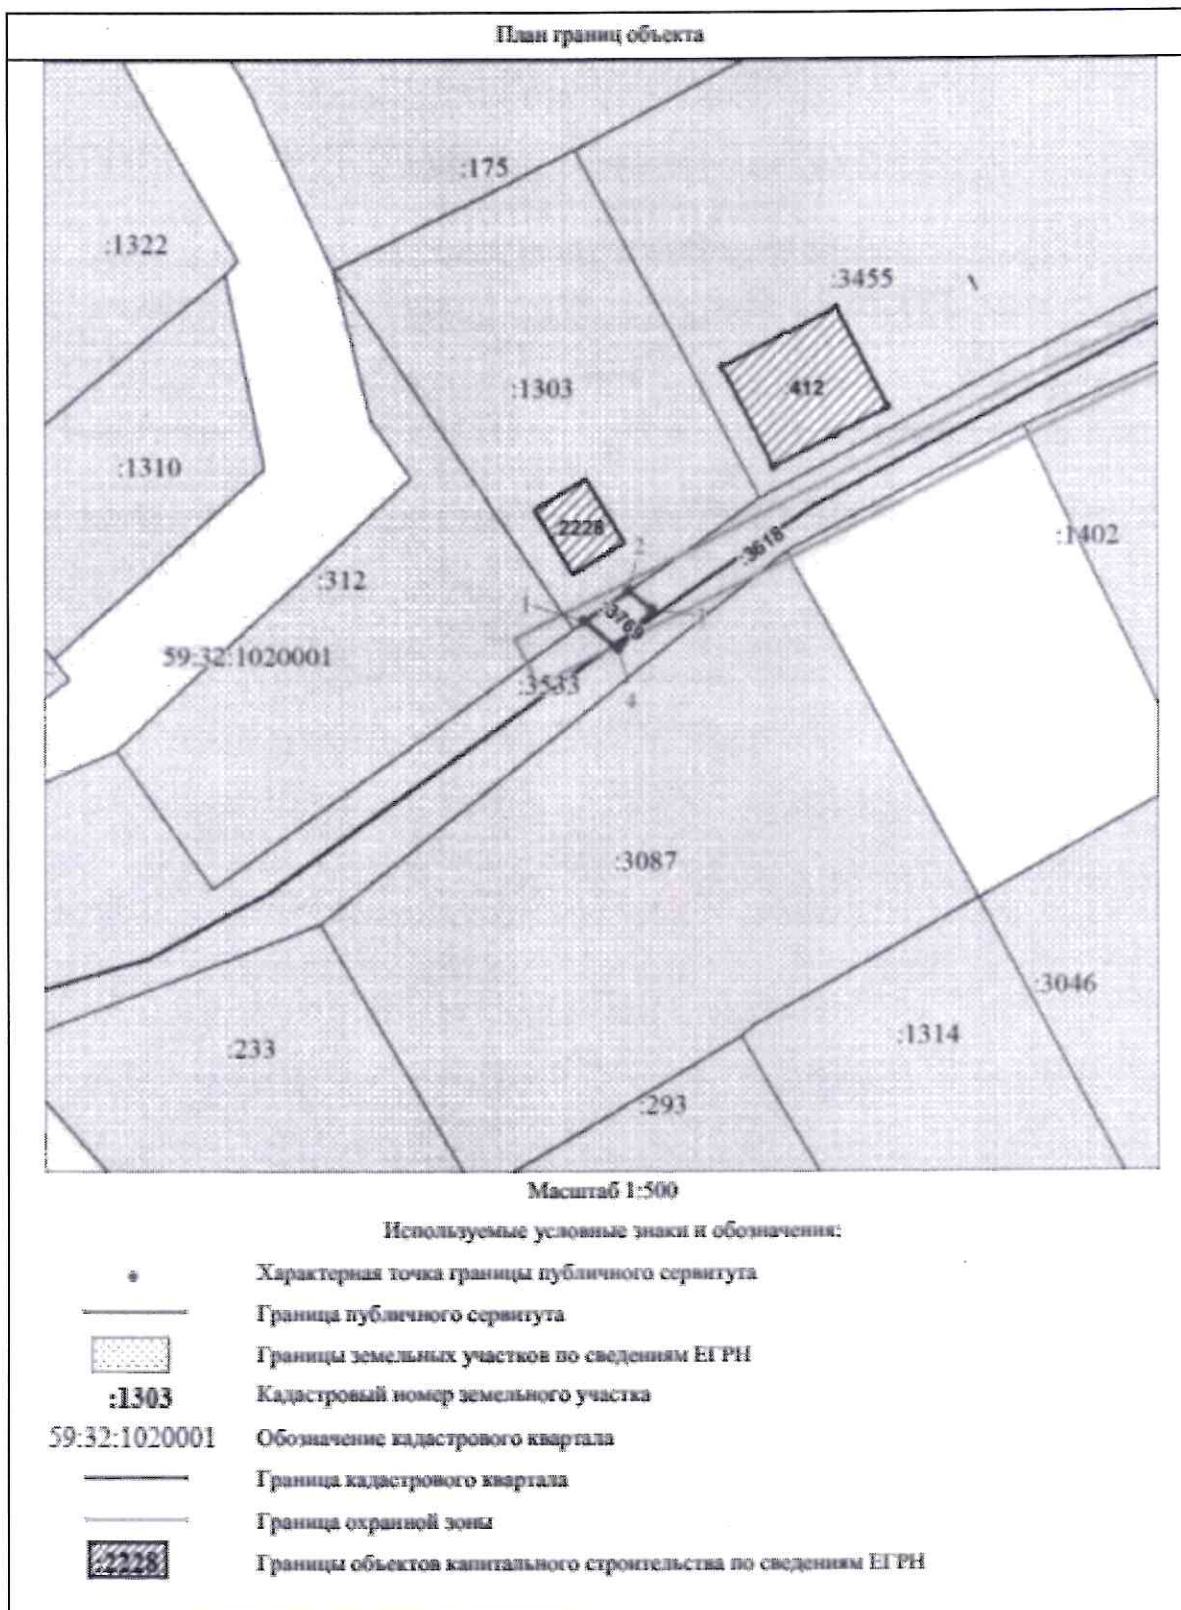 План границ объекта
:175
:1322
:3455
:1303
:412
:1310
:2228
2
:3618
:1402
:312
1
:3769
3
59:32:1020001
:3533
4
:3087
:3046
:1314
:233
:293
Масштаб 1:500
Используемые условные знаки и обозначения:
Характерная точка границы публичного сервитута
Граница публичного сервитута
Границы земельных участков по сведениям ЕГРН
:1303 Кадастровый номер земельного участка
59:32:1020001 Обозначение кадастрового квартала
Граница кадастрового квартала
Граница охранной зоны
:2228 Границы объектов капитального строительства по сведениям ЕГРН